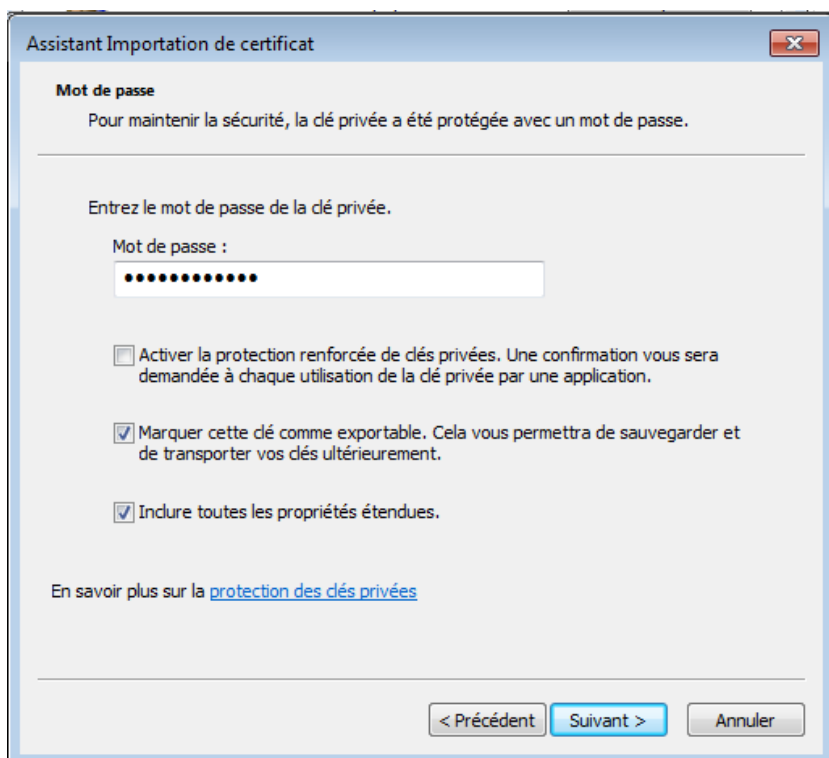 Assistant Importation de certificat
Mot de passe
Pour maintenir la sécurité, la clé privée a été protégée avec un mot de passe.
Entrez le mot de passe de la clé privée.
Mot de passe :
••••••••••••
Activer la protection renforcée de clés privées. Une confirmation vous sera
demandée à chaque utilisation de la clé privée par une application.
Marquer cette clé comme exportable. Cela vous permettra de sauvegarder et
de transporter vos clés ultérieurement.
Inclure toutes les propriétés étendues.
En savoir plus sur la protection des clés privées
< Précédent Suivant > Annuler